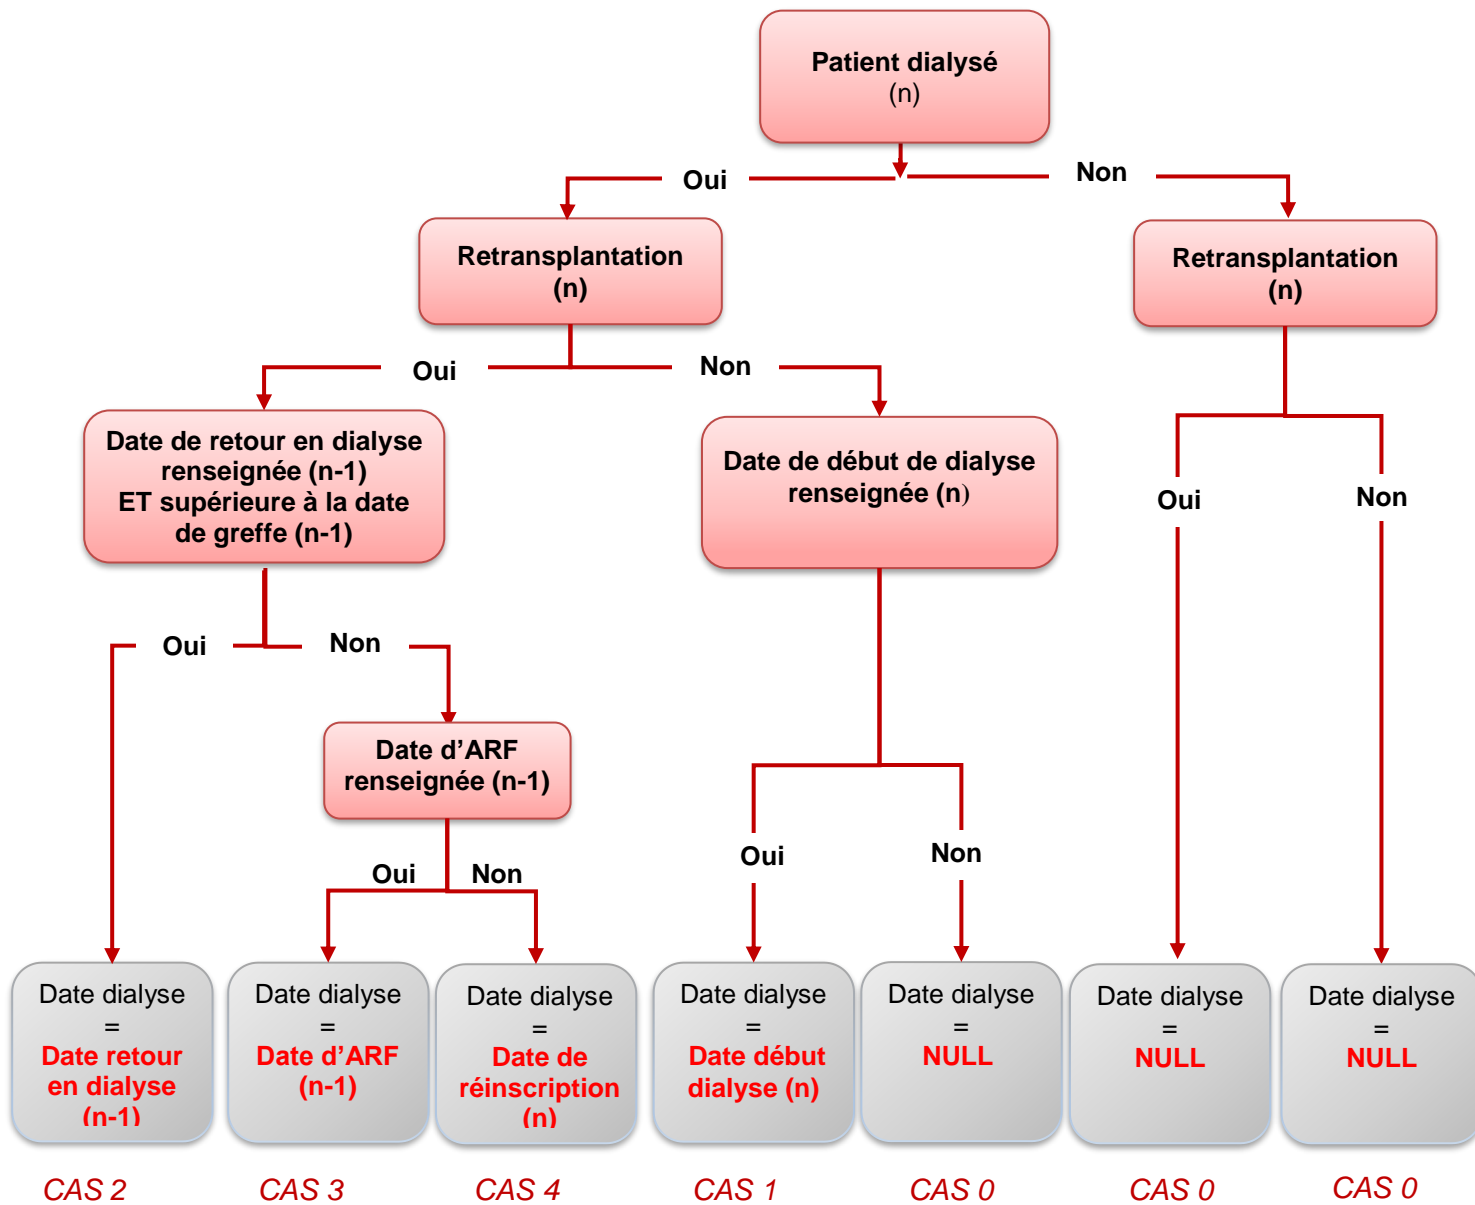 Patient dialysé
(n)
Oui
Non
Retransplantation
(n)
Retransplantation
(n)
Oui
Non
Date de retour en dialyse
renseignée (n-1)
ET supérieure à la date
de greffe (n-1)
Date de début de dialyse
renseignée (n)
Oui
Non
Oui
Non
Date d’ARF
renseignée (n-1)
Oui
Non
Oui
Non
Date dialyse
=
Date retour
en dialyse
(n-1)
Date dialyse
=
Date d’ARF
(n-1)
Date dialyse
=
Date de
réinscription
(n)
Date dialyse
=
Date début
dialyse (n)
Date dialyse
=
NULL
Date dialyse
=
NULL
Date dialyse
=
NULL
CAS 2
CAS 3
CAS 4
CAS 1
CAS 0
CAS 0
CAS 0